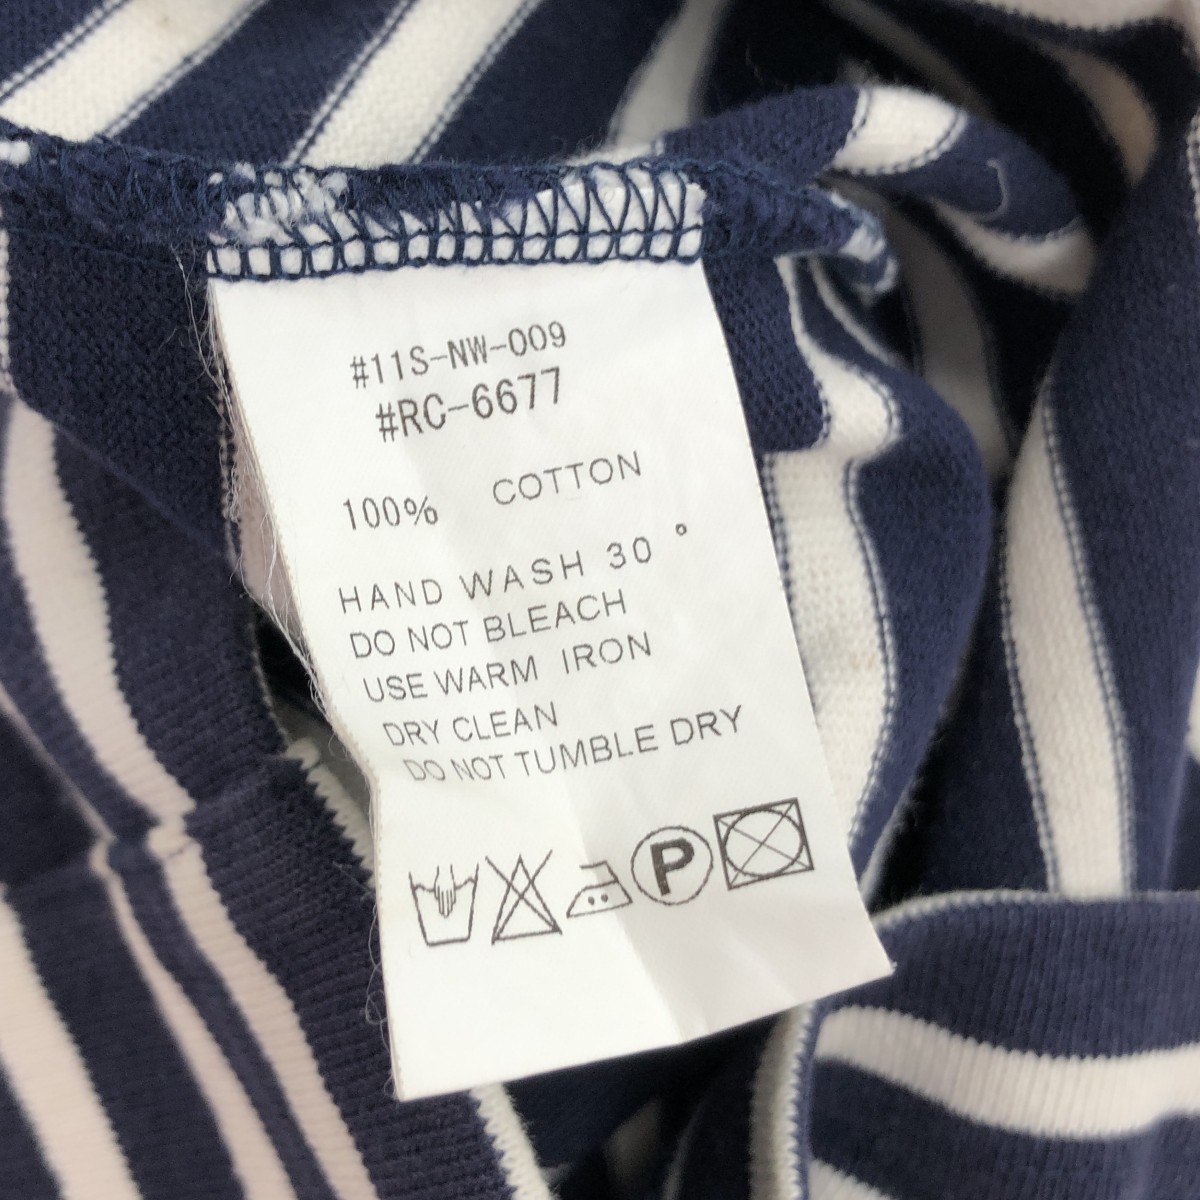 #11S-NW-009
#RC-6677
100% COTTON
HAND WASH 30°
DO NOT BLEACH
USE WARM IRON
DRY CLEAN
DO NOT TUMBLE DRY
P